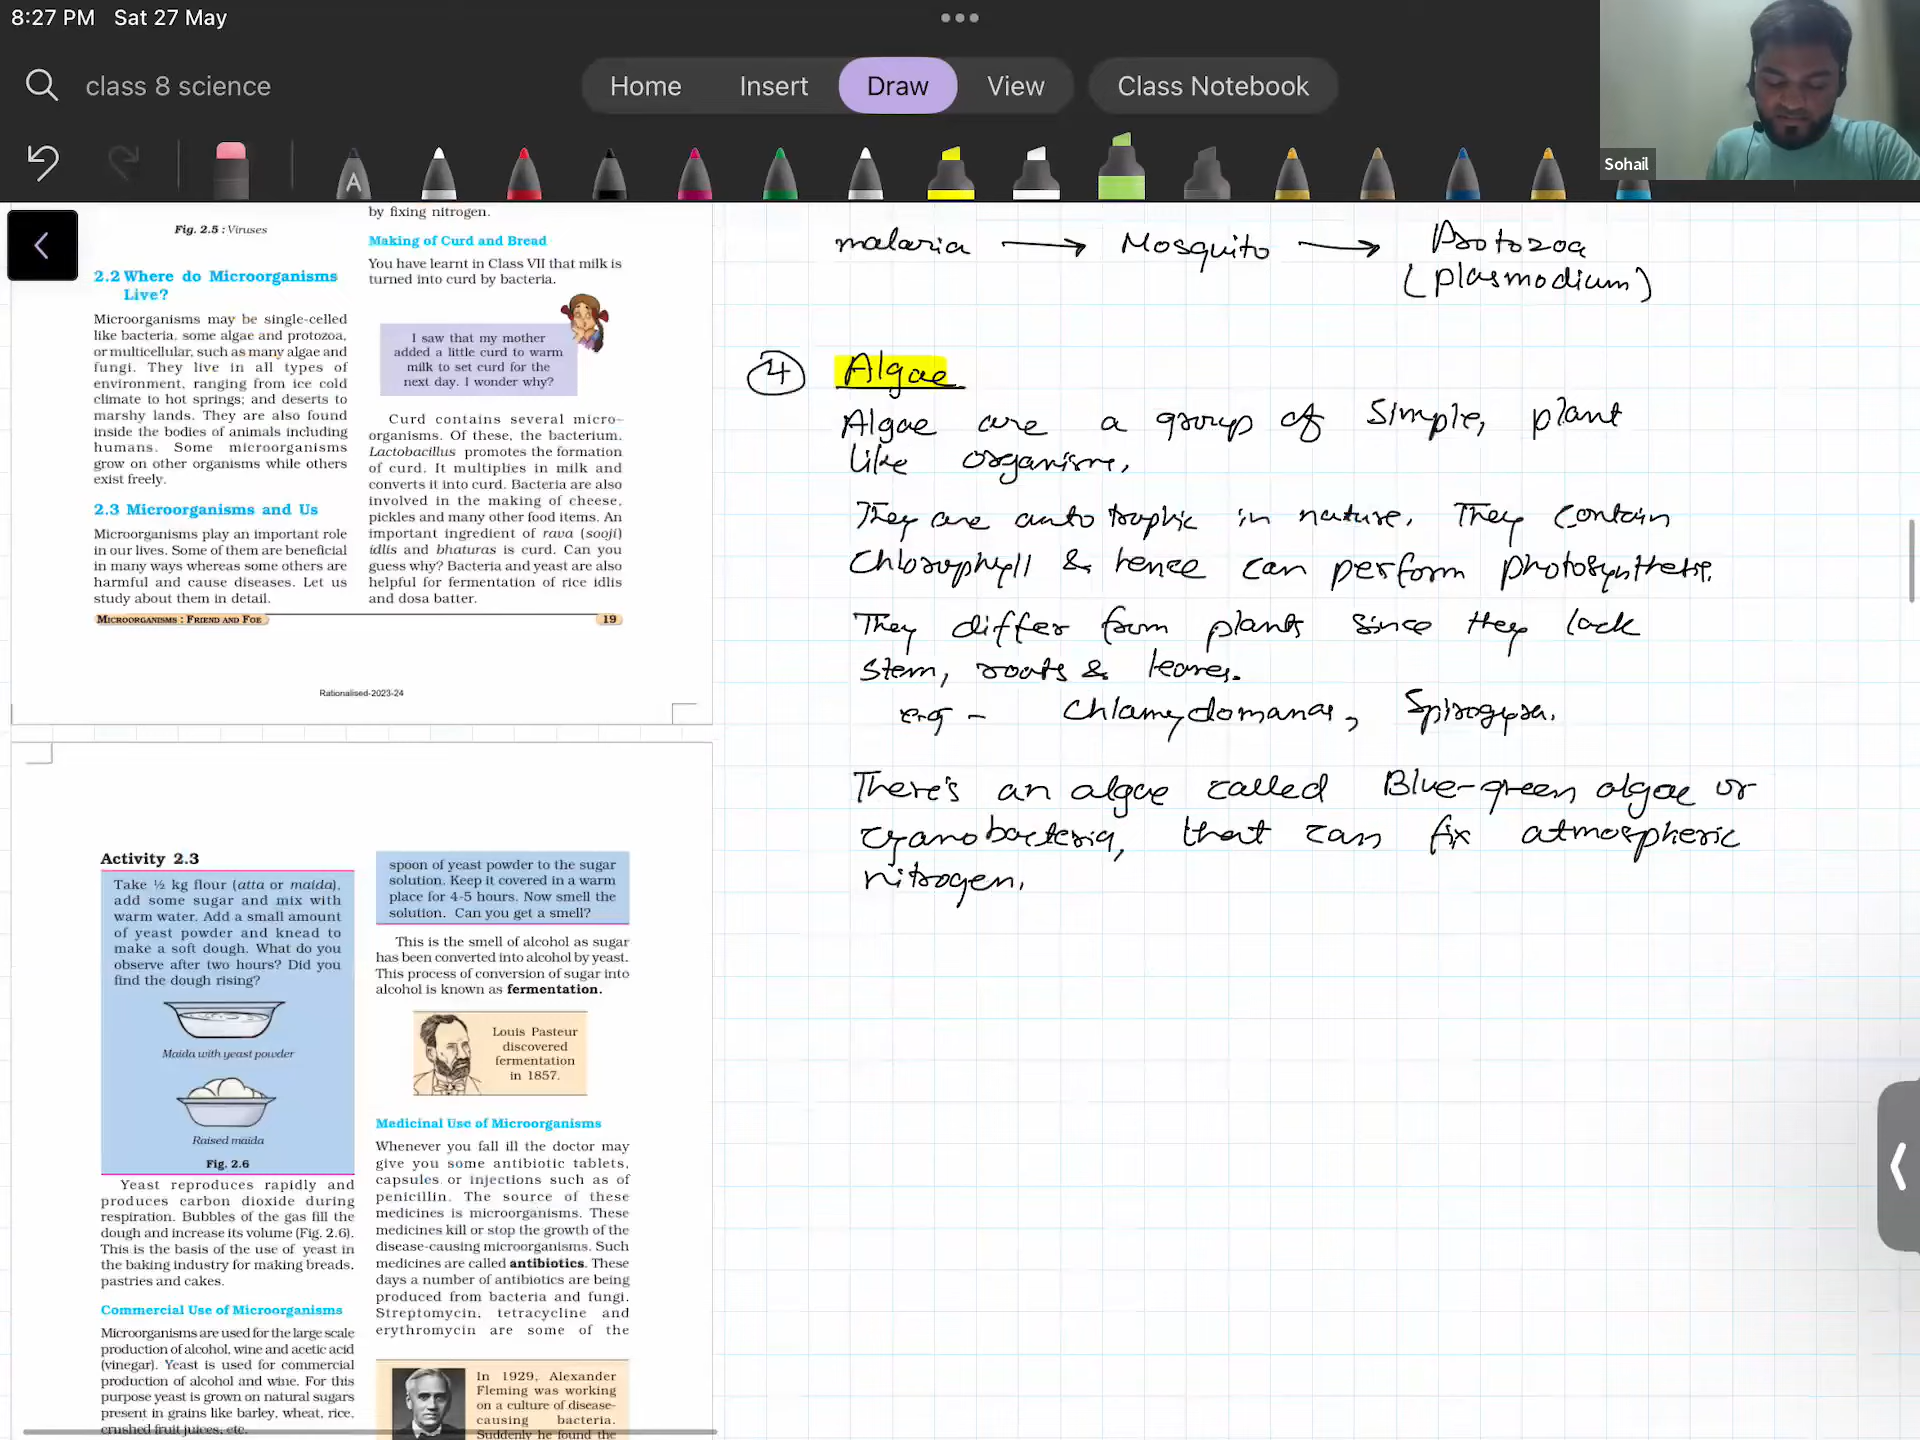 8:27 PM Sat 27 May
class 8 science
Home
Insert
Draw
View
Class Notebook
Sohail
A
Fig. 2.5 : Viruses
2.2 Where do Microorganisms
Live?
Microorganisms may be single-celled
like bacteria, some algae and protozoa,
or multicellular, such as many algae and
fungi. They live in all types of
environment, ranging from ice cold
climate to hot springs; and deserts to
marshy lands. They are also found
inside the bodies of animals including
humans. Some microorganisms
grow on other organisms while others
exist freely.
2.3 Microorganisms and Us
Microorganisms play an important role
in our lives. Some of them are beneficial
in many ways whereas some others are
harmful and cause diseases. Let us
study about them in detail.
by fixing nitrogen.
Making of Curd and Bread
You have learnt in Class VII that milk is
turned into curd by bacteria.
I saw that my mother
added a little curd to warm
milk to set curd for the
next day. I wonder why?
Curd contains several micro-
organisms. Of these, the bacterium,
Lactobacillus promotes the formation
of curd. It multiplies in milk and
converts it into curd. Bacteria are also
involved in the making of cheese,
pickles and many other food items. An
important ingredient of rava (sooji)
idlis and bhaturas is curd. Can you
guess why? Bacteria and yeast are also
helpful for fermentation of rice idlis
and dosa batter.
MICROORGANISMS : FRIEND AND FOE
19
Rationalised-2023-24
Activity 2.3
Take ½ kg flour (atta or maida),
add some sugar and mix with
warm water. Add a small amount
of yeast powder and knead to
make a soft dough. What do you
observe after two hours? Did you
find the dough rising?
Maida with yeast powder
Raised maida
Fig. 2.6
Yeast reproduces rapidly and
produces carbon dioxide during
respiration. Bubbles of the gas fill the
dough and increase its volume (Fig. 2.6).
This is the basis of the use of yeast in
the baking industry for making breads,
pastries and cakes.
Commercial Use of Microorganisms
Microorganisms are used for the large scale
production of alcohol, wine and acetic acid
(vinegar). Yeast is used for commercial
production of alcohol and wine. For this
purpose yeast is grown on natural sugars
present in grains like barley, wheat, rice,
crushed fruit juices, etc.
spoon of yeast powder to the sugar
solution. Keep it covered in a warm
place for 4-5 hours. Now smell the
solution. Can you get a smell?
This is the smell of alcohol as sugar
has been converted into alcohol by yeast.
This process of conversion of sugar into
alcohol is known as fermentation.
Louis Pasteur
discovered
fermentation
in 1857.
Medicinal Use of Microorganisms
Whenever you fall ill the doctor may
give you some antibiotic tablets,
capsules or injections such as of
penicillin. The source of these
medicines is microorganisms. These
medicines kill or stop the growth of the
disease-causing microorganisms. Such
medicines are called antibiotics. These
days a number of antibiotics are being
produced from bacteria and fungi.
Streptomycin, tetracycline and
erythromycin are some of the
In 1929, Alexander
Fleming was working
on a culture of disease-
causing bacteria.
Suddenly he found the
malaria → Mosquito → Protozoa
(plasmodium)
4 Algae
Algae are a group of Simple, plant
like organisms.
They are autotrophic in nature. They contain
Chlorophyll & hence can perform photosynthesis.
They differ from plants since they lack
stem, roots & leaves.
e.g - Chlamydomanas, Spirogyra.
There's an algae called Blue-green algae or
cyanobacteria, that can fix atmospheric
nitrogen.